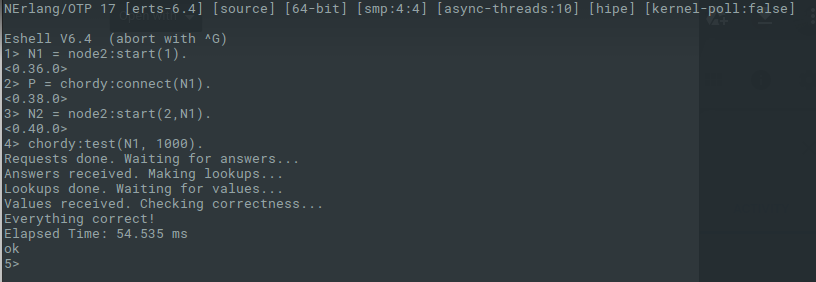 NErlang/OTP 17 [erts-6.4] [source] [64-bit] [smp:4:4] [async-threads:10] [hipe] [kernel-poll:false]
Eshell V6.4  (abort with ^G)
1> N1 = node2:start(1).
<0.36.0>
2> P = chordy:connect(N1).
<0.38.0>
3> N2 = node2:start(2,N1).
<0.40.0>
4> chordy:test(N1, 1000).
Requests done. Waiting for answers...
Answers received. Making lookups...
Lookups done. Waiting for values...
Values received. Checking correctness...
Everything correct!
Elapsed Time: 54.535 ms
ok
5>